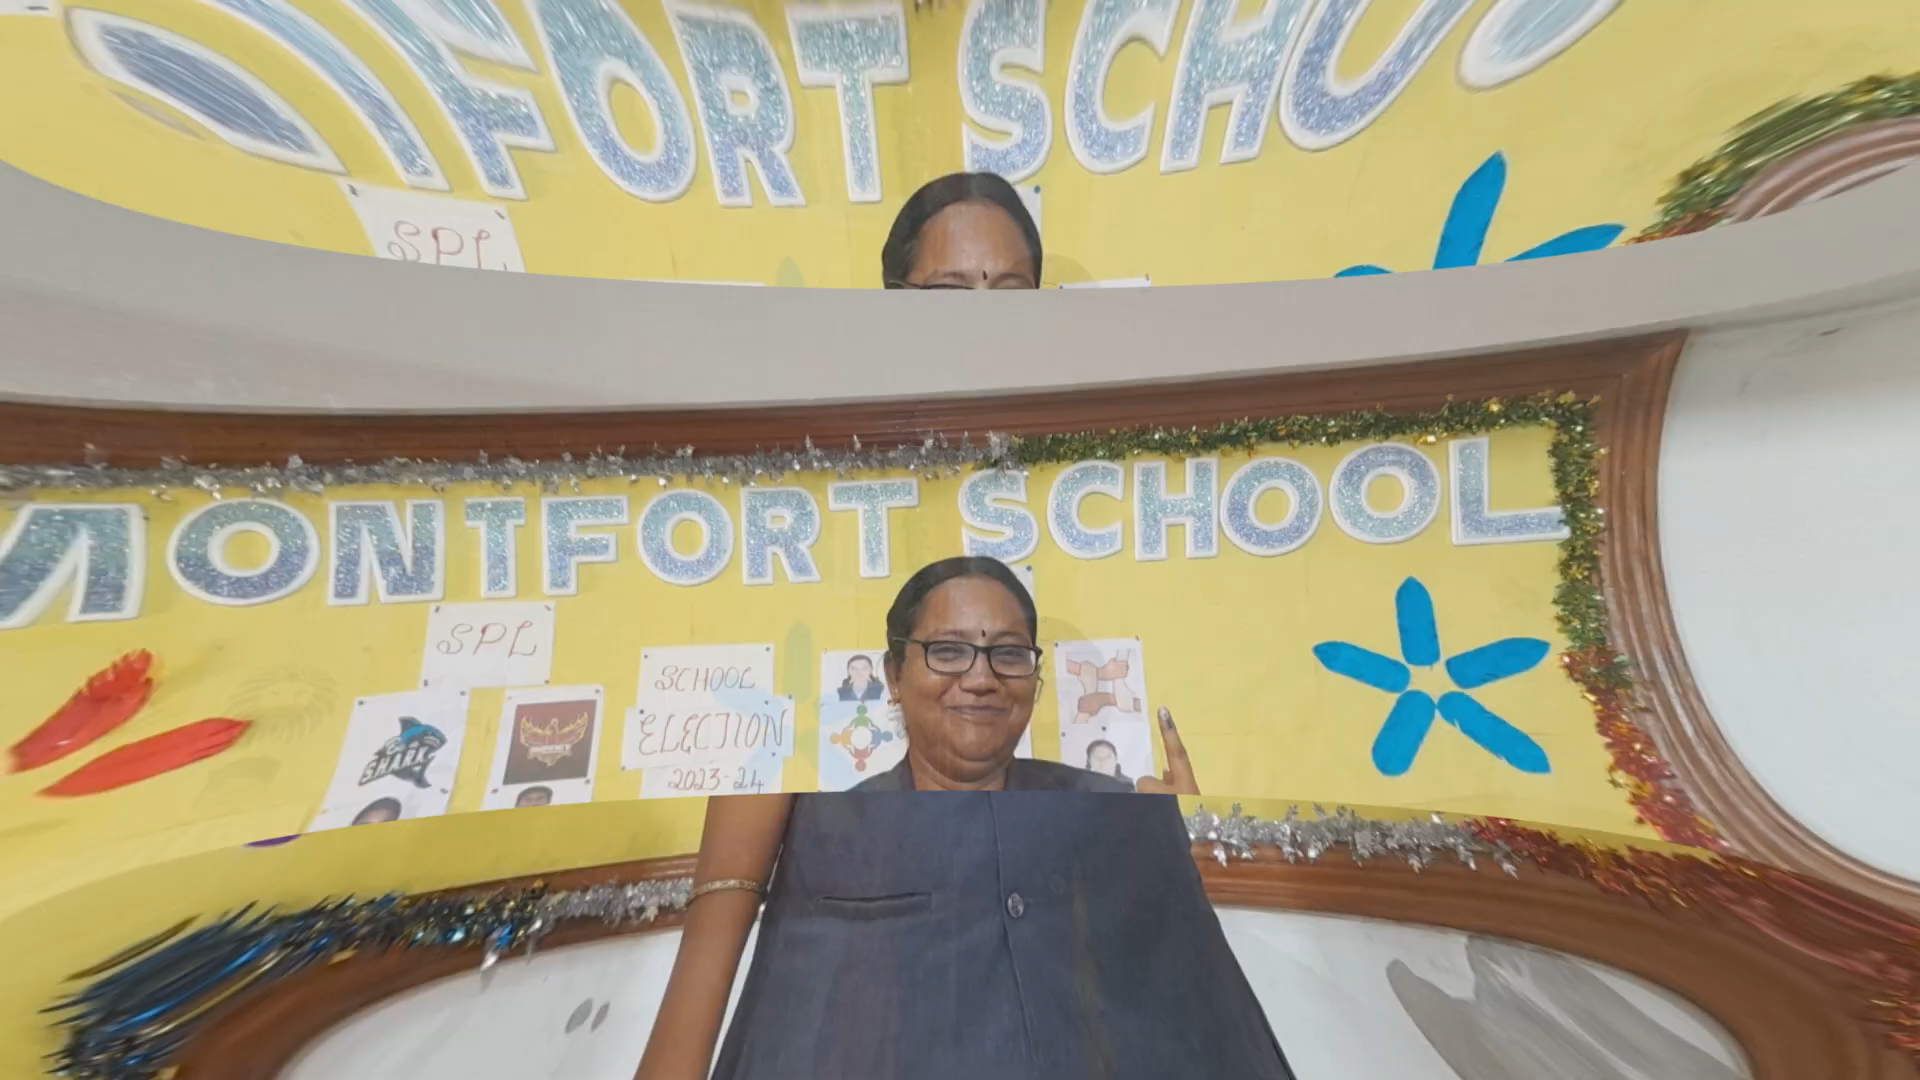 FORT SCHO
SPL
MONTFORT SCHOOL
SPL
SCHOOL
ELECTION
2023-24
SHARK